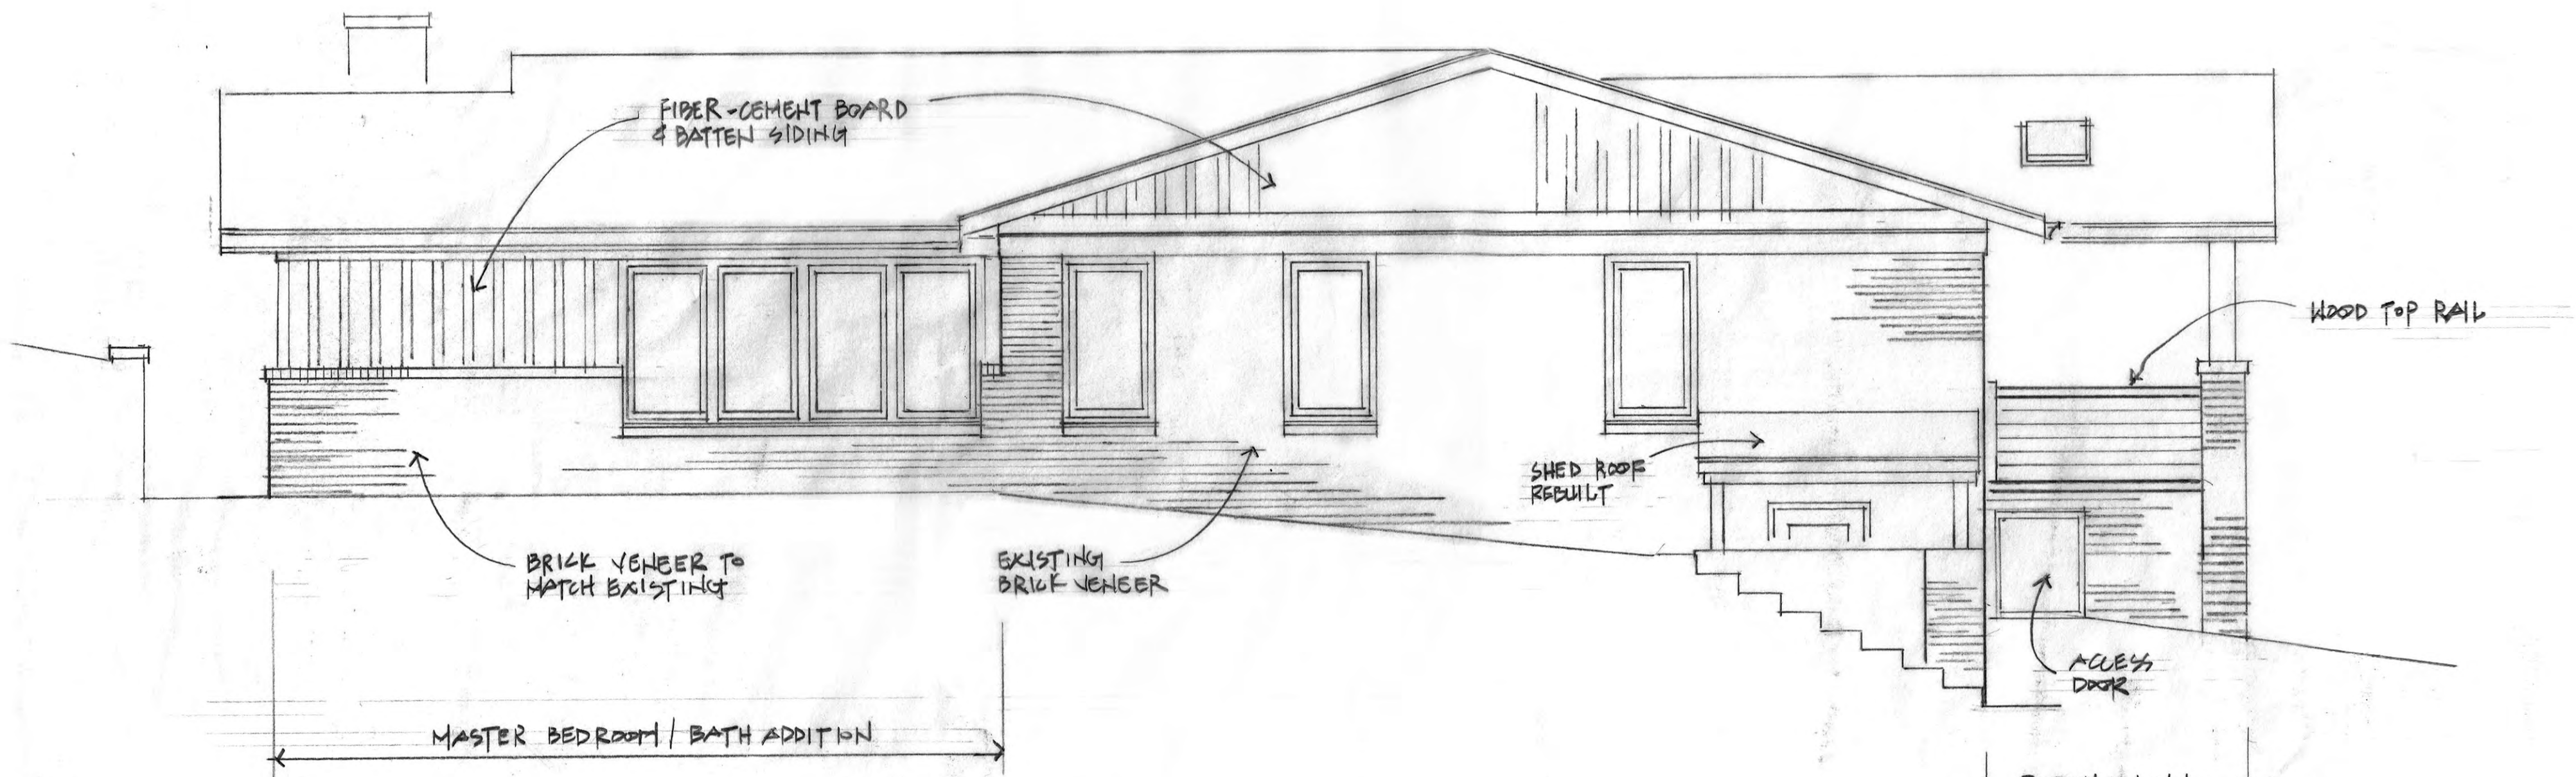 FIBER-CEMENT BOARD
& BATTEN SIDING
WOOD TOP RAIL
SHED ROOF
REBUILT
BRICK VENEER TO
MATCH EXISTING
EXISTING
BRICK VENEER
ACCESS
DOOR
MASTER BEDROOM / BATH ADDITION